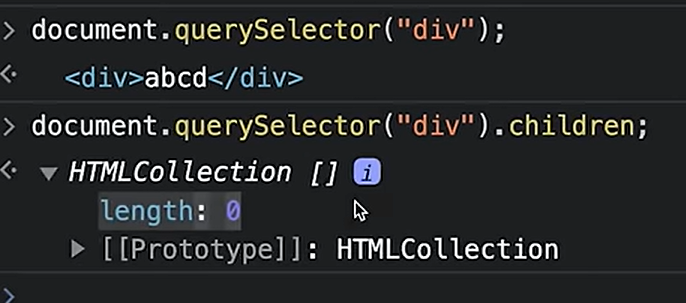 > document.querySelector("div");
<div>abcd</div>
> document.querySelector("div").children;
▼ HTMLCollection [] i
length: 0
▶ [[Prototype]]: HTMLCollection
>